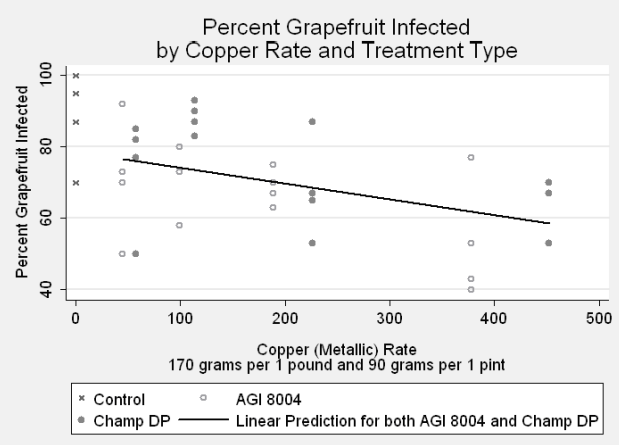 Percent Grapefruit Infected
by Copper Rate and Treatment Type
Percent Grapefruit Infected
100
80
60
40
0 100 200 300 400 500
Copper (Metallic) Rate
170 grams per 1 pound and 90 grams per 1 pint
Control AGI 8004
Champ DP Linear Prediction for both AGI 8004 and Champ DP